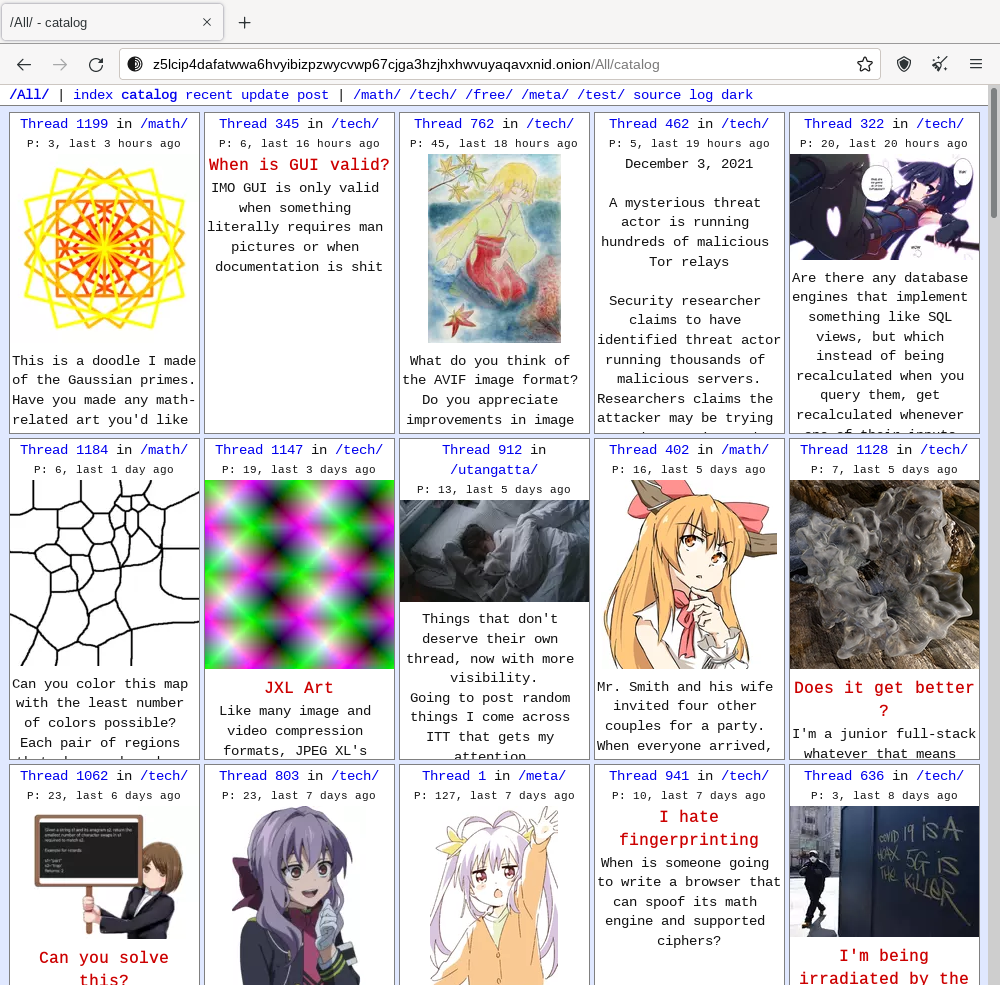 /All/ - catalog
z5lcip4dafatwwa6hvyibizpzwycvwp67cjga3hzjhxhwvuyaqavxnid.onion/All/catalog
/All/ | index catalog recent update post | /math/ /tech/ /free/ /meta/ /test/ source log dark
Thread 1199 in /math/
P: 3, last 3 hours ago
This is a doodle I made
of the Gaussian primes.
Have you made any math-
related art you'd like
Thread 345 in /tech/
P: 6, last 16 hours ago
When is GUI valid?
IMO GUI is only valid
when something
literally requires man
pictures or when
documentation is shit
Thread 762 in /tech/
P: 45, last 18 hours ago
What do you think of
the AVIF image format?
Do you appreciate
improvements in image
Thread 462 in /tech/
P: 5, last 19 hours ago
December 3, 2021
A mysterious threat
actor is running
hundreds of malicious
Tor relays
Security researcher
claims to have
identified threat actor
running thousands of
malicious servers.
Researchers claims the
attacker may be trying
Thread 322 in /tech/
P: 20, last 20 hours ago
Are there any database
engines that implement
something like SQL
views, but which
instead of being
recalculated when you
query them, get
recalculated whenever
one of their inputs
Thread 1184 in /math/
P: 6, last 1 day ago
Can you color this map
with the least number
of colors possible?
Each pair of regions
Thread 1147 in /tech/
P: 19, last 3 days ago
JXL Art
Like many image and
video compression
formats, JPEG XL's
Thread 912 in
/utangatta/
P: 13, last 5 days ago
Things that don't
deserve their own
thread, now with more
visibility.
Going to post random
things I come across
ITT that gets my
attention
Thread 402 in /math/
P: 16, last 5 days ago
Mr. Smith and his wife
invited four other
couples for a party.
When everyone arrived,
Thread 1128 in /tech/
P: 7, last 5 days ago
Does it get better
?
I'm a junior full-stack
whatever that means
Thread 1062 in /tech/
P: 23, last 6 days ago
Can you solve
this?
Thread 803 in /tech/
P: 23, last 7 days ago
Thread 1 in /meta/
P: 127, last 7 days ago
Thread 941 in /tech/
P: 10, last 7 days ago
I hate
fingerprinting
When is someone going
to write a browser that
can spoof its math
engine and supported
ciphers?
Thread 636 in /tech/
P: 3, last 8 days ago
COVID 19 IS A
HOAX 5G IS
THE KILLER
I'm being
irradiated by the